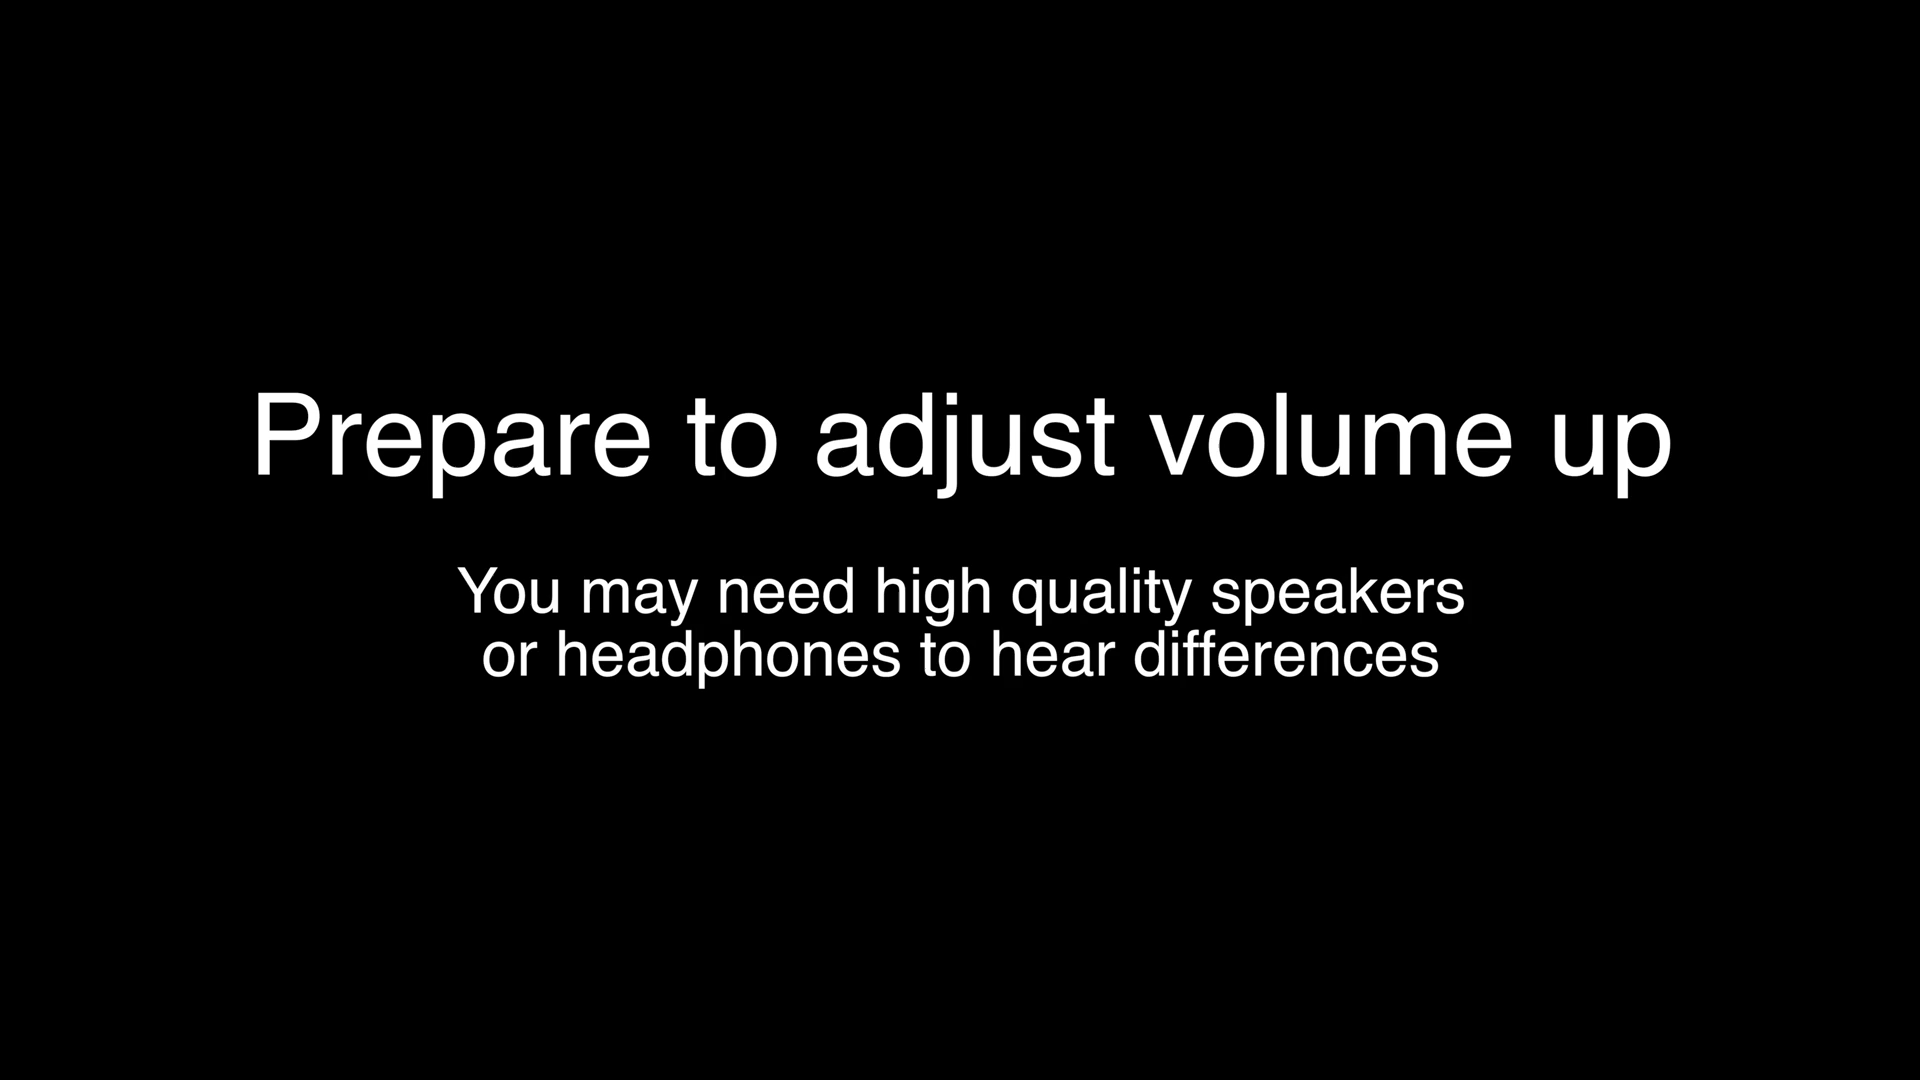 Prepare to adjust volume up
You may need high quality speakers
or headphones to hear differences